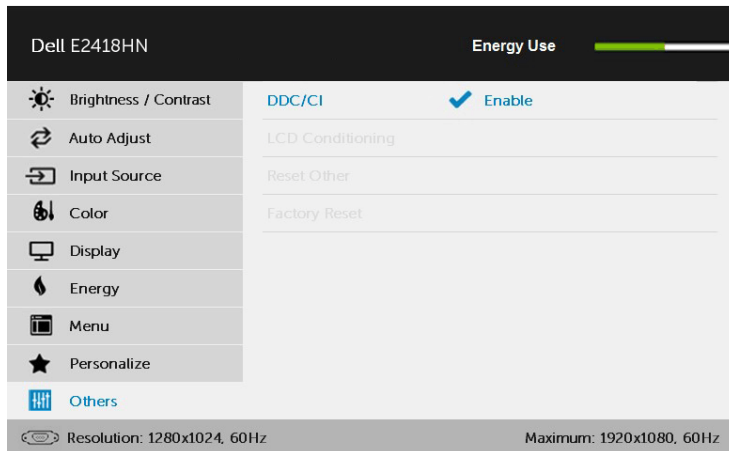 Dell E2418HN
Energy Use
Brightness / Contrast
Auto Adjust
Input Source
Color
Display
Energy
Menu
Personalize
Others
DDC/CI
Enable
LCD Conditioning
Reset Other
Factory Reset
Resolution: 1280x1024, 60Hz
Maximum: 1920x1080, 60Hz